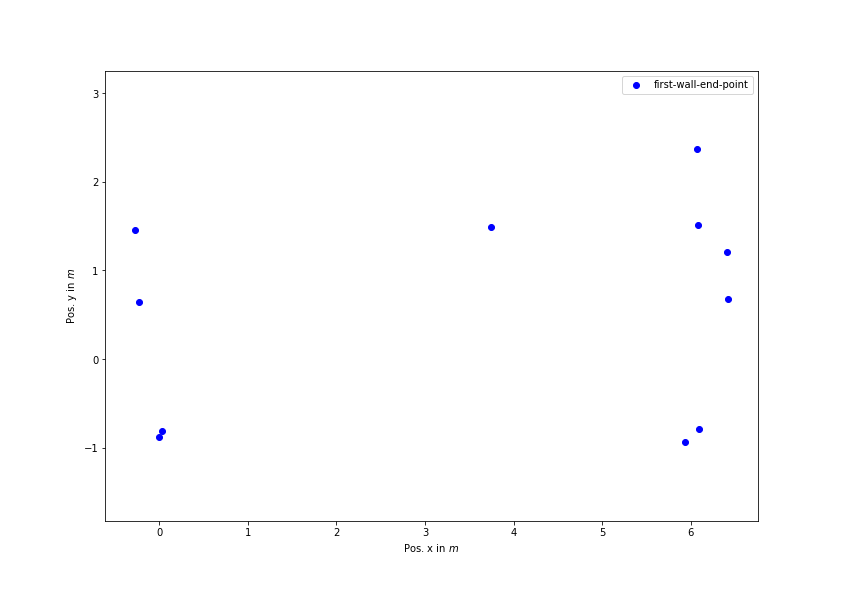 first-wall-end-point
3
2
1
0
−1
Pos. y in m
0 1 2 3 4 5 6
Pos. x in m